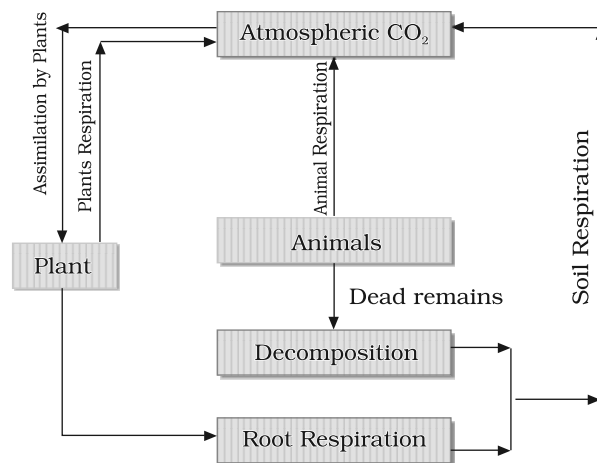 Atmospheric CO₂
Assimilation by Plants
Plants Respiration
Animal Respiration
Soil Respiration
Animals
Plant
Dead remains
Decomposition
Root Respiration